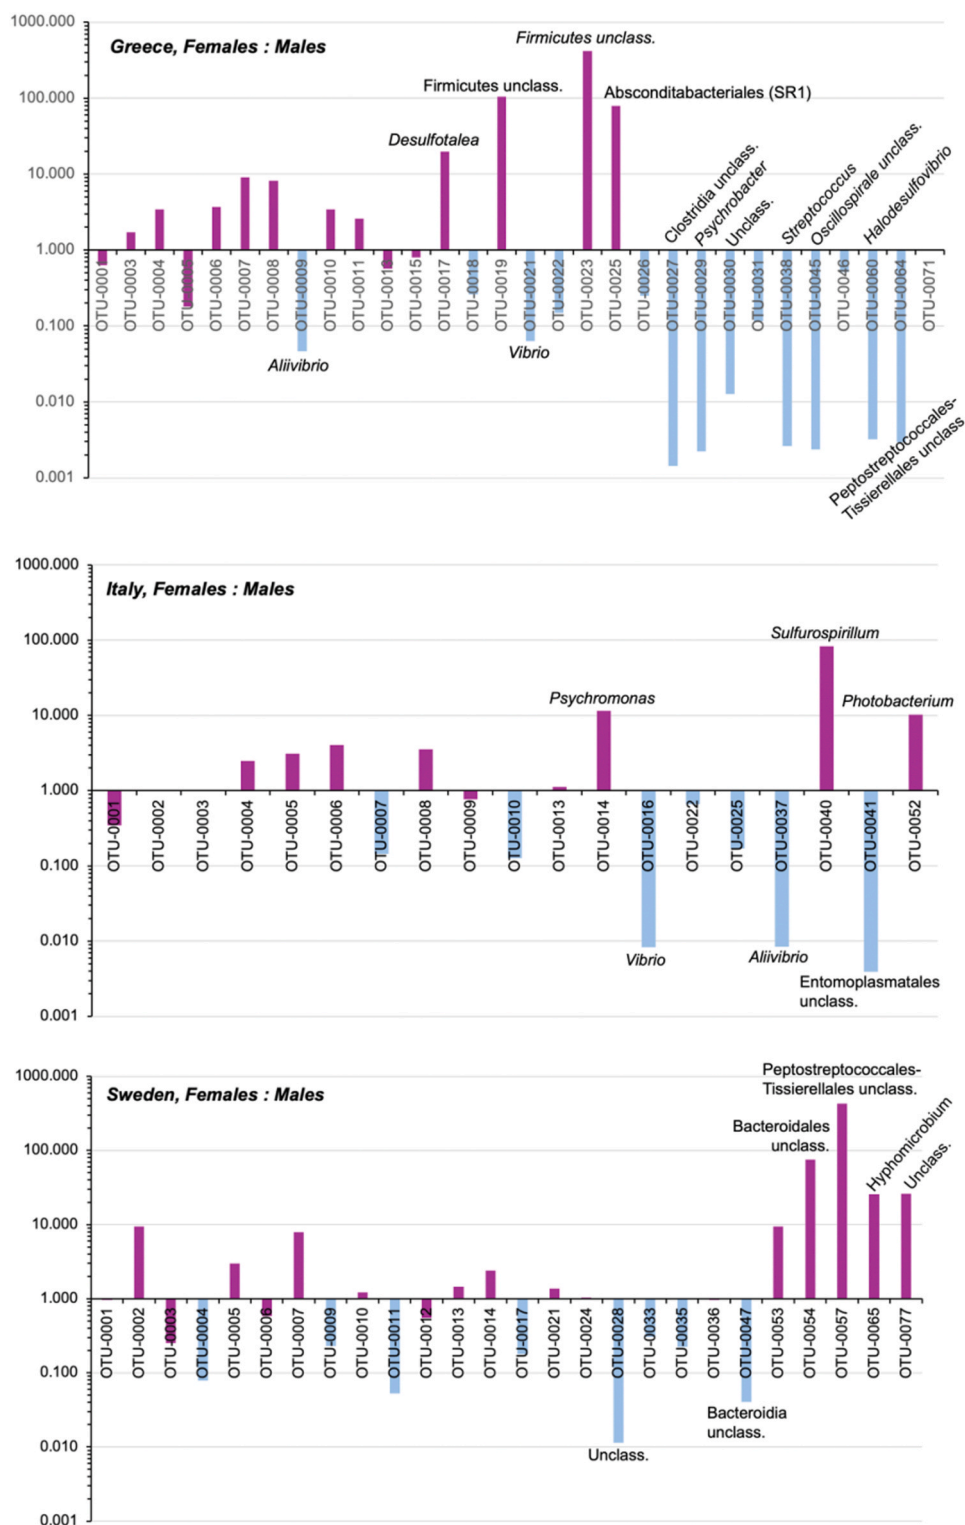 Greece, Females : Males
1000.000
100.000
10.000
1.000
0.100
0.010
0.001
Firmicutes unclass.
Firmicutes unclass.
Absconditabacteriales (SR1)
Desulfotalea
Clostridia unclass.
Psychrobacter
Unclass.
Streptococcus
Oscillospirale unclass.
Halodesulfovibrio
OTU-0001
OTU-0003
OTU-0004
OTU-0005
OTU-0006
OTU-0007
OTU-0008
OTU-0009
OTU-0010
OTU-0011
OTU-0015
OTU-0017
OTU-0018
OTU-0019
OTU-0021
OTU-0022
OTU-0023
OTU-0025
OTU-0026
OTU-0027
OTU-0029
OTU-0030
OTU-0031
OTU-0038
OTU-0045
OTU-0046
OTU-0060
OTU-0064
OTU-0071
Aliivibrio
Vibrio
Peptostreptococcales-
Tissierellales unclass
Italy, Females : Males
1000.000
100.000
10.000
1.000
0.100
0.010
0.001
Sulfurospirillum
Psychromonas
Photobacterium
OTU-0001
OTU-0002
OTU-0003
OTU-0004
OTU-0005
OTU-0006
OTU-0007
OTU-0008
OTU-0009
OTU-0010
OTU-0013
OTU-0014
OTU-0016
OTU-0022
OTU-0025
OTU-0037
OTU-0040
OTU-0041
OTU-0052
Vibrio
Aliivibrio
Entomoplasmatales
unclass.
Sweden, Females : Males
1000.000
100.000
10.000
1.000
0.100
0.010
0.001
Peptostreptococcales-
Tissierellales unclass.
Bacteroidales
unclass.
Hyphomicrobium
Unclass.
OTU-0001
OTU-0002
OTU-0003
OTU-0004
OTU-0005
OTU-0006
OTU-0007
OTU-0009
OTU-0010
OTU-0011
OTU-0012
OTU-0013
OTU-0014
OTU-0017
OTU-0021
OTU-0024
OTU-0028
OTU-0033
OTU-0035
OTU-0036
OTU-0047
OTU-0053
OTU-0054
OTU-0057
OTU-0065
OTU-0077
Unclass.
Bacteroidia
unclass.